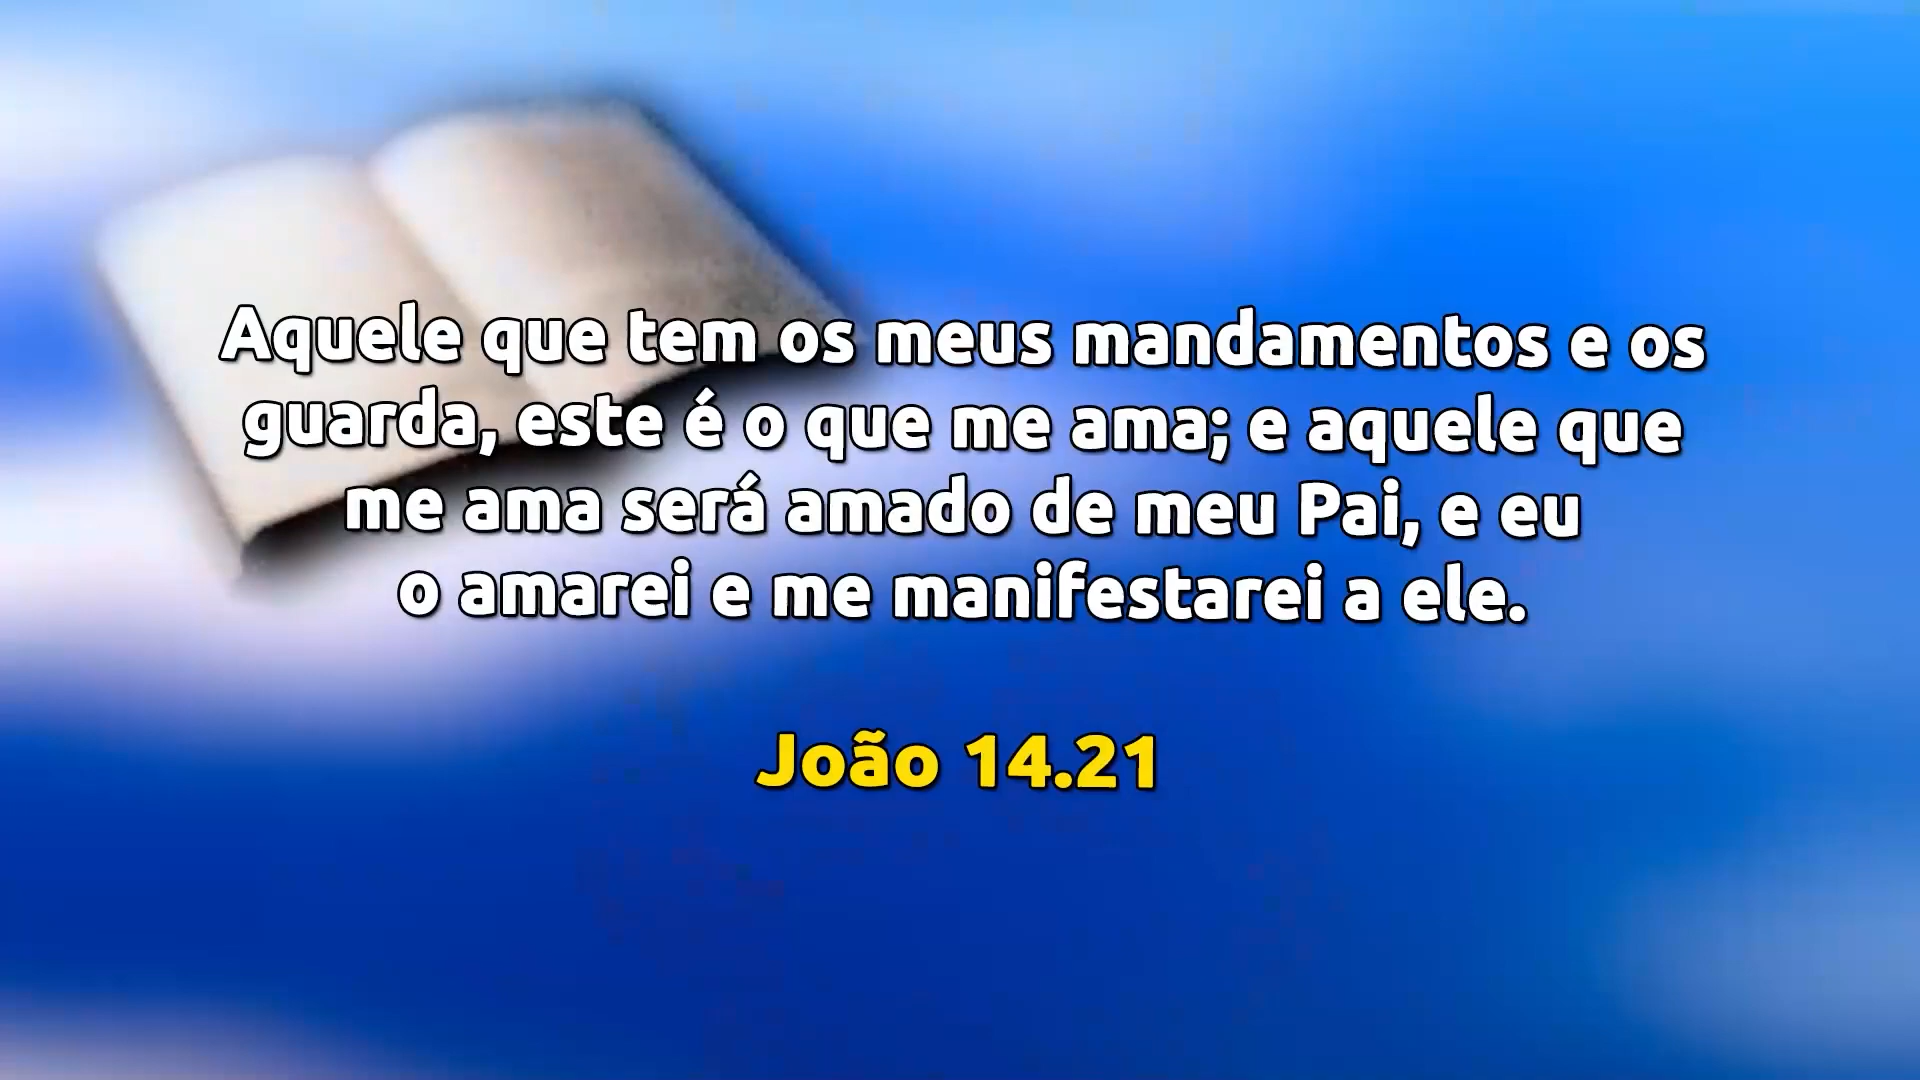 Aquele que tem os meus mandamentos e os
guarda, este é o que me ama; e aquele que
me ama será amado de meu Pai, e eu
o amarei e me manifestarei a ele.
João 14.21